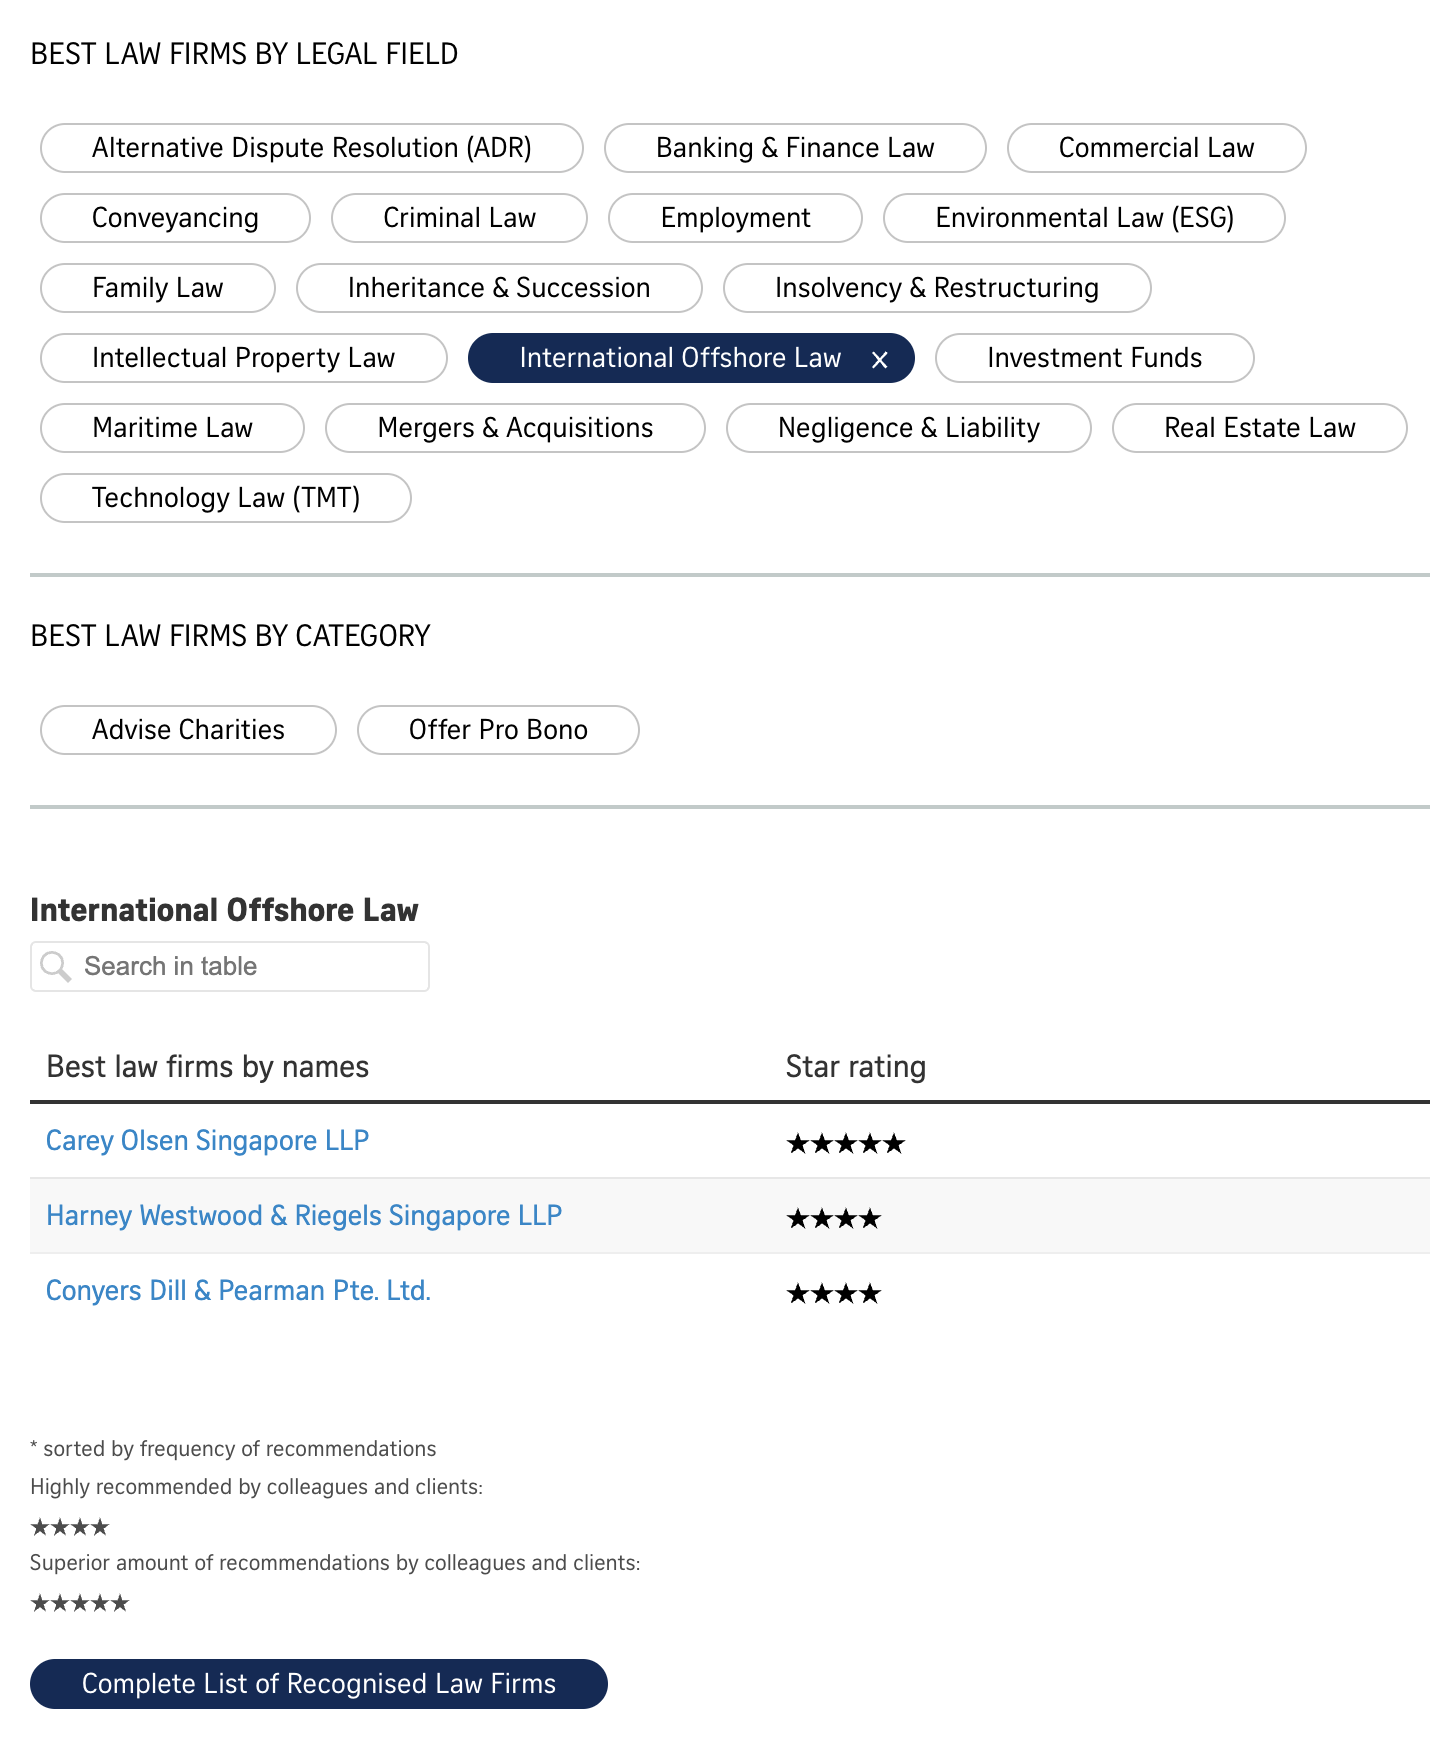 BEST LAW FIRMS BY LEGAL FIELD
Alternative Dispute Resolution (ADR) Banking & Finance Law Commercial Law
Conveyancing Criminal Law Employment Environmental Law (ESG)
Family Law Inheritance & Succession Insolvency & Restructuring
Intellectual Property Law International Offshore Law × Investment Funds
Maritime Law Mergers & Acquisitions Negligence & Liability Real Estate Law
Technology Law (TMT)
BEST LAW FIRMS BY CATEGORY
Advise Charities Offer Pro Bono
International Offshore Law
Search in table
Best law firms by names Star rating
Carey Olsen Singapore LLP ★★★★★
Harney Westwood & Riegels Singapore LLP ★★★★
Conyers Dill & Pearman Pte. Ltd. ★★★★
* sorted by frequency of recommendations
Highly recommended by colleagues and clients:
★★★★
Superior amount of recommendations by colleagues and clients:
★★★★★
Complete List of Recognised Law Firms